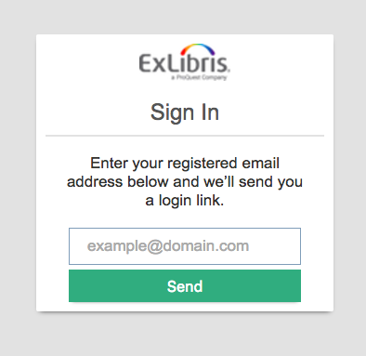 ExLibris
a ProQuest Company
Sign In
Enter your registered email
address below and we'll send you
a login link.
example@domain.com
Send